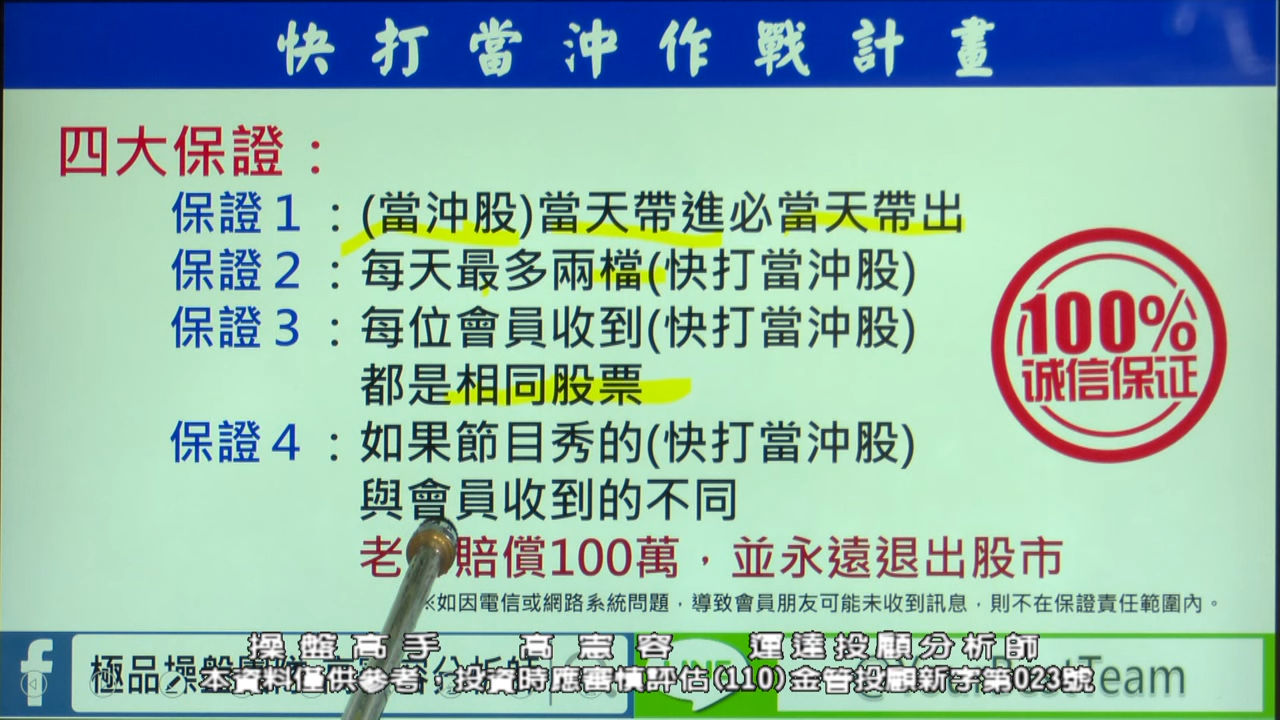 快打當沖作戰計畫
四大保證：
保證1：(當沖股)當天帶進必當天帶出
保證2：每天最多兩檔(快打當沖股)
保證3：每位會員收到(快打當沖股)
都是相同股票
保證4：如果節目秀的(快打當沖股)
與會員收到的不同
老 賠償100萬，並永遠退出股市
100%
诚信保证
※如因電信或網路系統問題，導致會員朋友可能未收到訊息，則不在保證責任範圍內。
操盤高手 高憲容 運達投顧分析師
極品操盤
本資料僅供參考，投資時應審慎評估(110)金管投顧新字第023號
Team